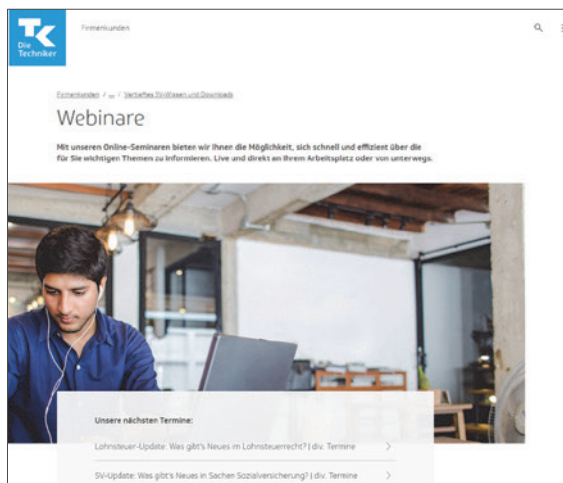 TK
Die
Techniker
Firmenkunden
Firmenkunden / ... / Vertieftes SV-Wissen und Downloads
Webinare
Mit unseren Online-Seminaren bieten wir Ihnen die Möglichkeit, sich schnell und effizient über die
für Sie wichtigen Themen zu informieren. Live und direkt an Ihrem Arbeitsplatz oder von unterwegs.
Unsere nächsten Termine:
Lohnsteuer-Update: Was gibt's Neues im Lohnsteuerrecht? | div. Termine
SV-Update: Was gibt's Neues in Sachen Sozialversicherung? | div. Termine